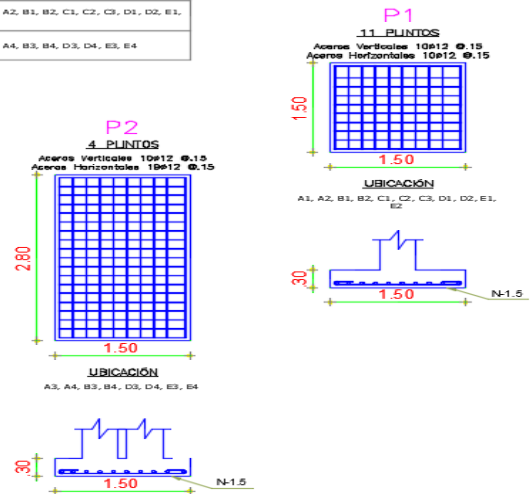 A2, B1, B2, C1, C2, C3, D1, D2, E1,
A4, B3, B4, D3, D4, E3, E4
P1
11 PUNTOS
Aceros Verticales 10Ø12 @.15
Aceros Horizontales 10Ø12 @.15
1.50
1.50
UBICACIÓN
A1, A2, B1, B2, C1, C2, C3, D1, D2, E1,
E2
.30
1.50
N-1.5
P2
4 PUNTOS
Aceros Verticales 10Ø12 @.15
Aceros Horizontales 19Ø12 @.15
2.80
1.50
UBICACIÓN
A3, A4, B3, B4, D3, D4, E3, E4
.30
1.50
N-1.5